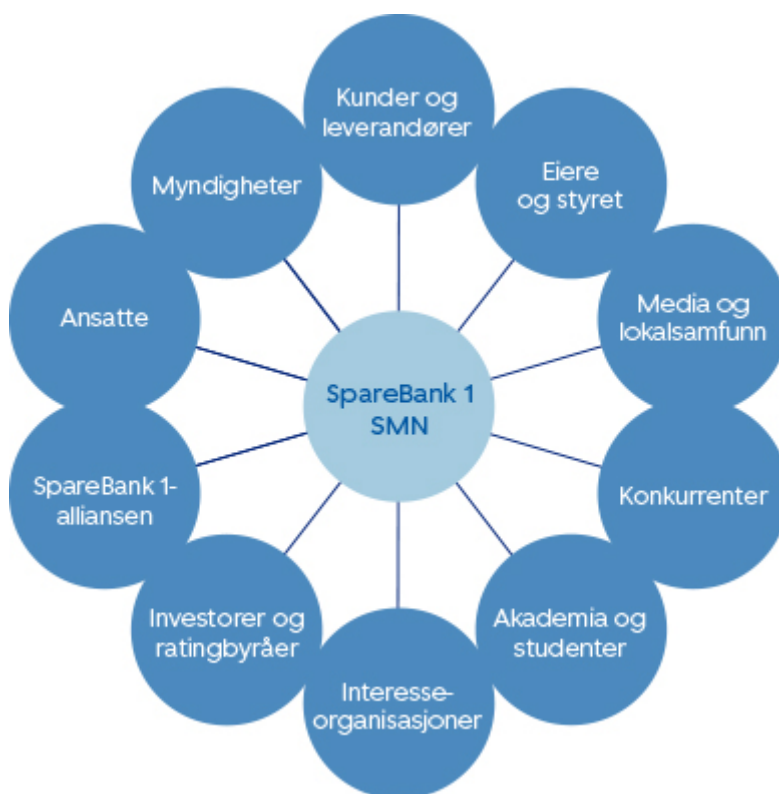 Kunder og
leverandører
Eiere
og styret
Media og
lokalsamfunn
Konkurrenter
Akademia og
studenter
Interesse-
organisasjoner
Investorer og
ratingbyråer
SpareBank 1-
alliansen
Ansatte
Myndigheter
SpareBank 1
SMN